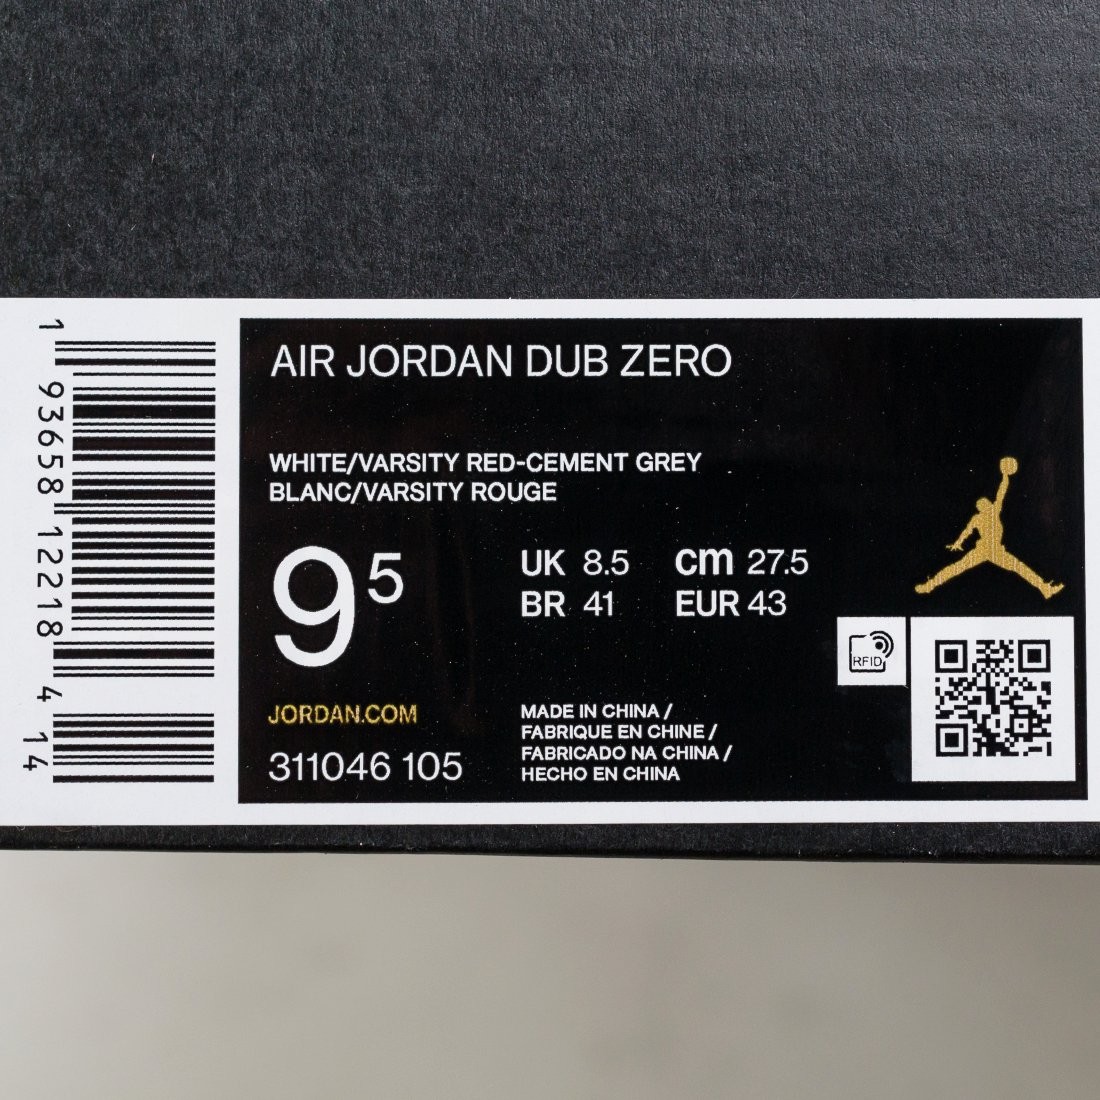 1 93658 12218 4 14
AIR JORDAN DUB ZERO
WHITE/VARSITY RED-CEMENT GREY
BLANC/VARSITY ROUGE
9 5
UK 8.5 cm 27.5
BR 41 EUR 43
RFID
JORDAN.COM
311046 105
MADE IN CHINA /
FABRIQUE EN CHINE /
FABRICADO NA CHINA /
HECHO EN CHINA